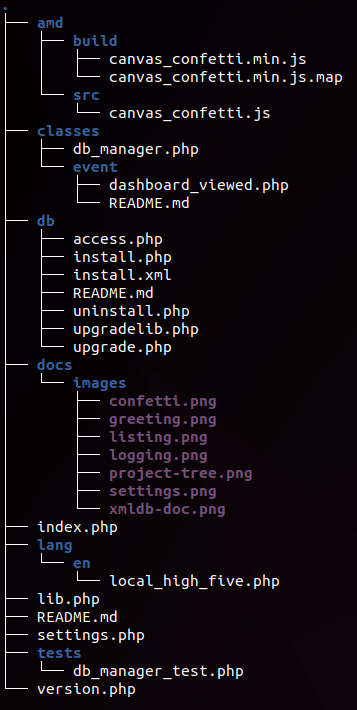 .
├── amd
│   ├── build
│   │   ├── canvas_confetti.min.js
│   │   └── canvas_confetti.min.js.map
│   └── src
│       └── canvas_confetti.js
├── classes
│   ├── db_manager.php
│   └── event
│       ├── dashboard_viewed.php
│       └── README.md
├── db
│   ├── access.php
│   ├── install.php
│   ├── install.xml
│   ├── README.md
│   ├── uninstall.php
│   ├── upgradelib.php
│   └── upgrade.php
├── docs
│   └── images
│       ├── confetti.png
│       ├── greeting.png
│       ├── listing.png
│       ├── logging.png
│       ├── project-tree.png
│       ├── settings.png
│       └── xmldb-doc.png
├── index.php
├── lang
│   └── en
│       └── local_high_five.php
├── lib.php
├── README.md
├── settings.php
├── tests
│   └── db_manager_test.php
└── version.php